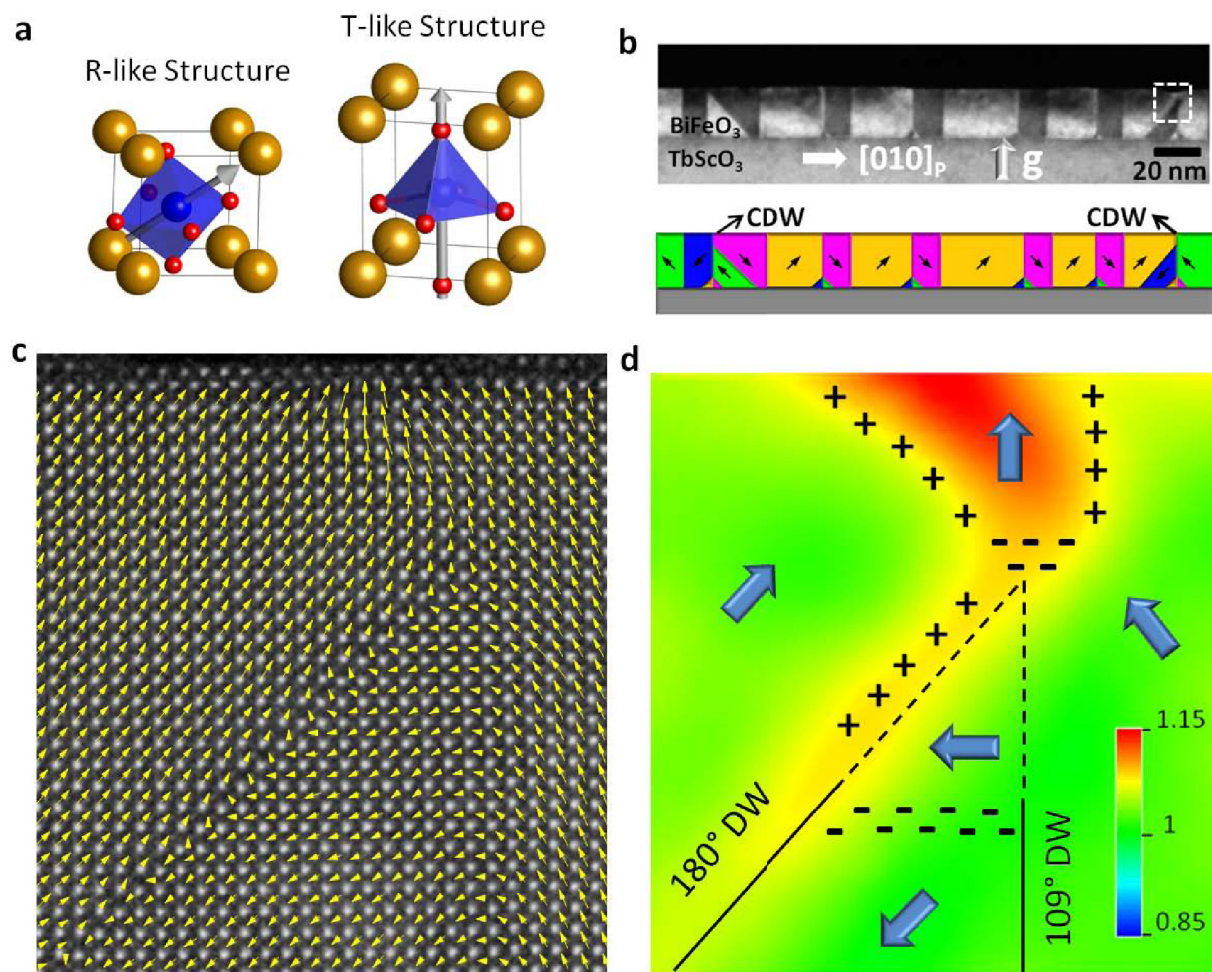 a
R-like Structure
T-like Structure
b
BiFeO₃
TbScO₃
[010]ₚ
g
20 nm
CDW
CDW
c
d
+ + + + +
+ + + +
- - -
- -
+ + + + +
- - - - -
- - - - -
180° DW
109° DW
1.15
1
0.85